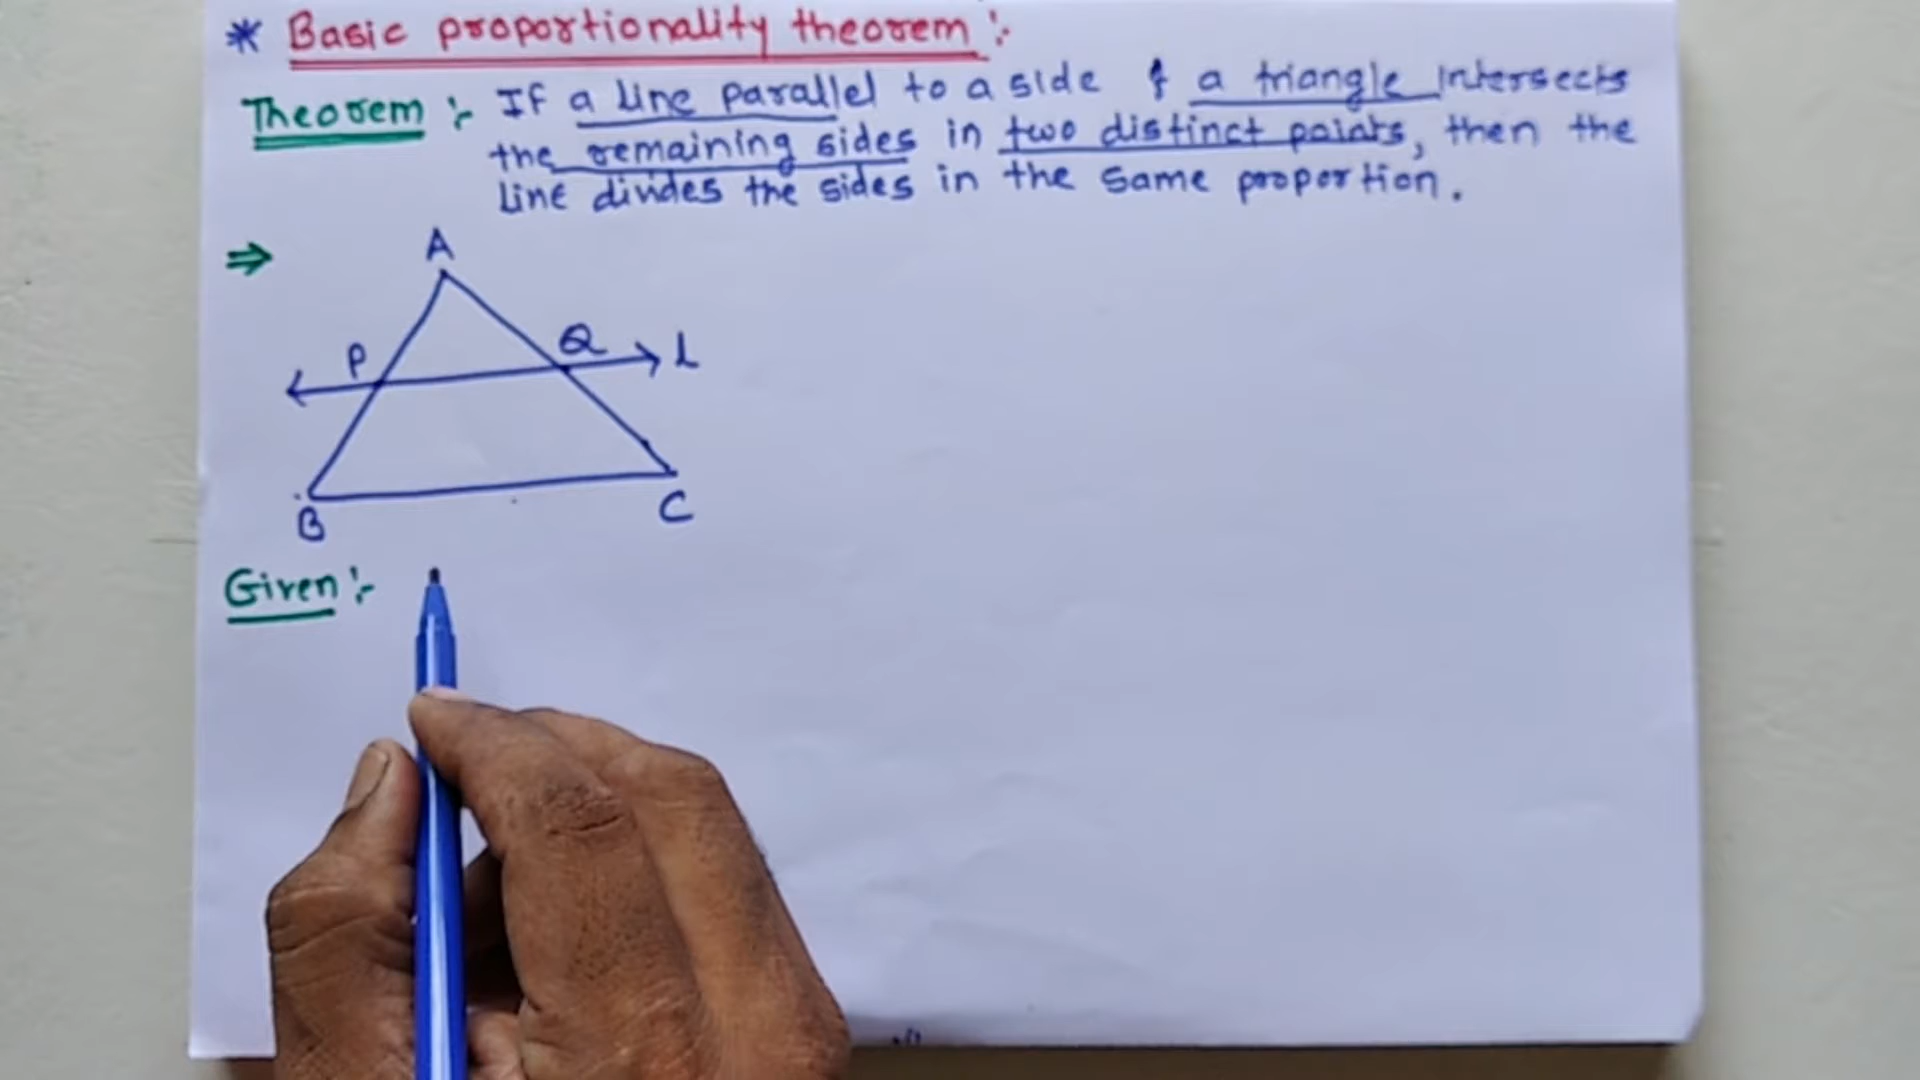 * Basic proportionality theorem :-
Theorem :- If a line parallel to a side of a triangle intersects
the remaining sides in two distinct points, then the
line divides the sides in the same proportion.
⇒
A
P Q l
B C
Given :-